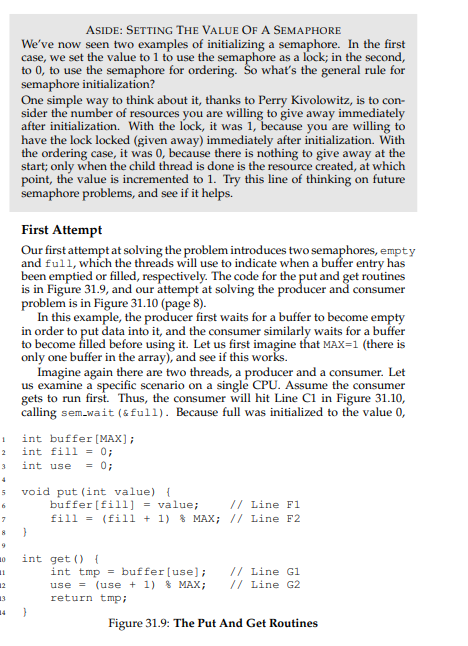 ASIDE: SETTING THE VALUE OF A SEMAPHORE
We've now seen two examples of initializing a semaphore. In the first
case, we set the value to 1 to use the semaphore as a lock; in the second,
to 0, to use the semaphore for ordering. So what's the general rule for
semaphore initialization?
One simple way to think about it, thanks to Perry Kivolowitz, is to con-
sider the number of resources you are willing to give away immediately
after initialization. With the lock, it was 1, because you are willing to
have the lock locked (given away) immediately after initialization. With
the ordering case, it was 0, because there is nothing to give away at the
start; only when the child thread is done is the resource created, at which
point, the value is incremented to 1. Try this line of thinking on future
semaphore problems, and see if it helps.
First Attempt
Our first attempt at solving the problem introduces two semaphores, empty
and full, which the threads will use to indicate when a buffer entry has
been emptied or filled, respectively. The code for the put and get routines
is in Figure 31.9, and our attempt at solving the producer and consumer
problem is in Figure 31.10 (page 8).
In this example, the producer first waits for a buffer to become empty
in order to put data into it, and the consumer similarly waits for a buffer
to become filled before using it. Let us first imagine that MAX=1 (there is
only one buffer in the array), and see if this works.
Imagine again there are two threads, a producer and a consumer. Let
us examine a specific scenario on a single CPU. Assume the consumer
gets to run first. Thus, the consumer will hit Line C1 in Figure 31.10,
calling sem_wait(&full). Because full was initialized to the value 0,
1 int buffer[MAX];
2 int fill = 0;
3 int use = 0;
4
5 void put(int value) {
6 buffer[fill] = value; // Line F1
7 fill = (fill + 1) % MAX; // Line F2
8 }
9
10 int get() {
11 int tmp = buffer[use]; // Line G1
12 use = (use + 1) % MAX; // Line G2
13 return tmp;
14 }
Figure 31.9: The Put And Get Routines